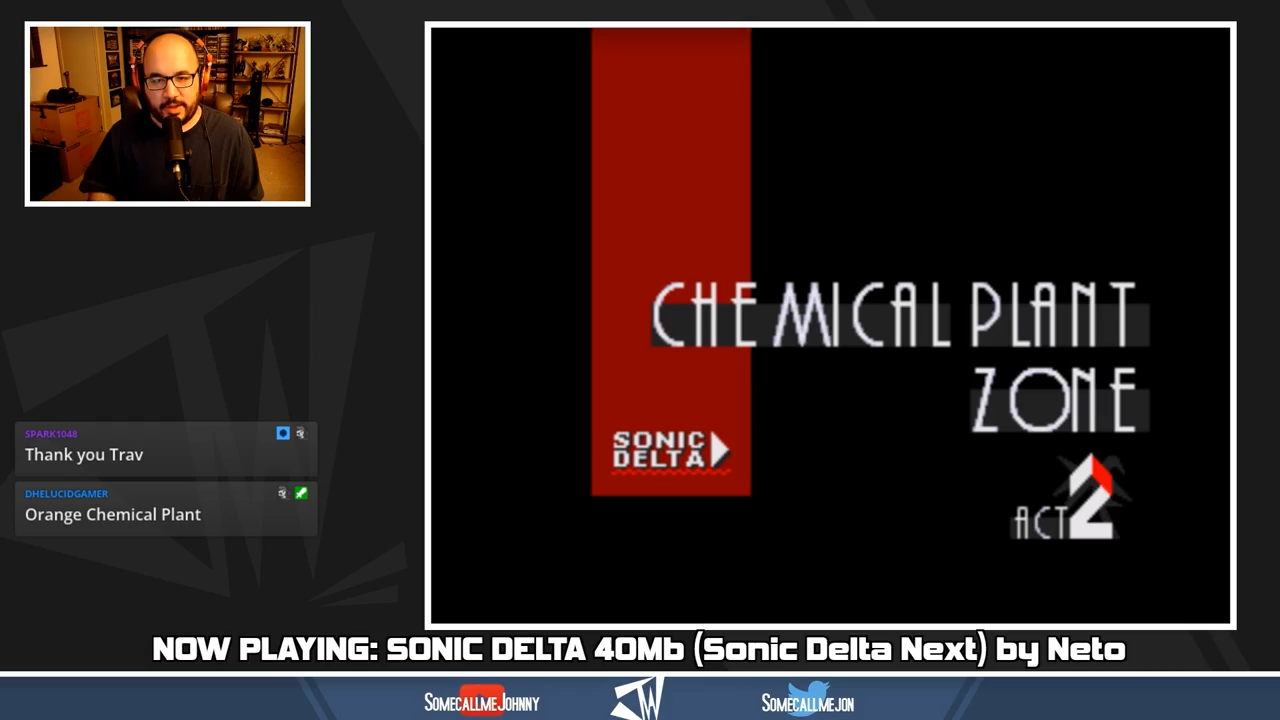 CHEMICAL PLANT
ZONE
SONIC
DELTA
ACT 2
SPARK1048
Thank you Trav
DHELUCIDGAMER
Orange Chemical Plant
NOW PLAYING: SONIC DELTA 40Mb (Sonic Delta Next) by Neto
SOMECALLMEJOHNNY
SOMECALLMEJON